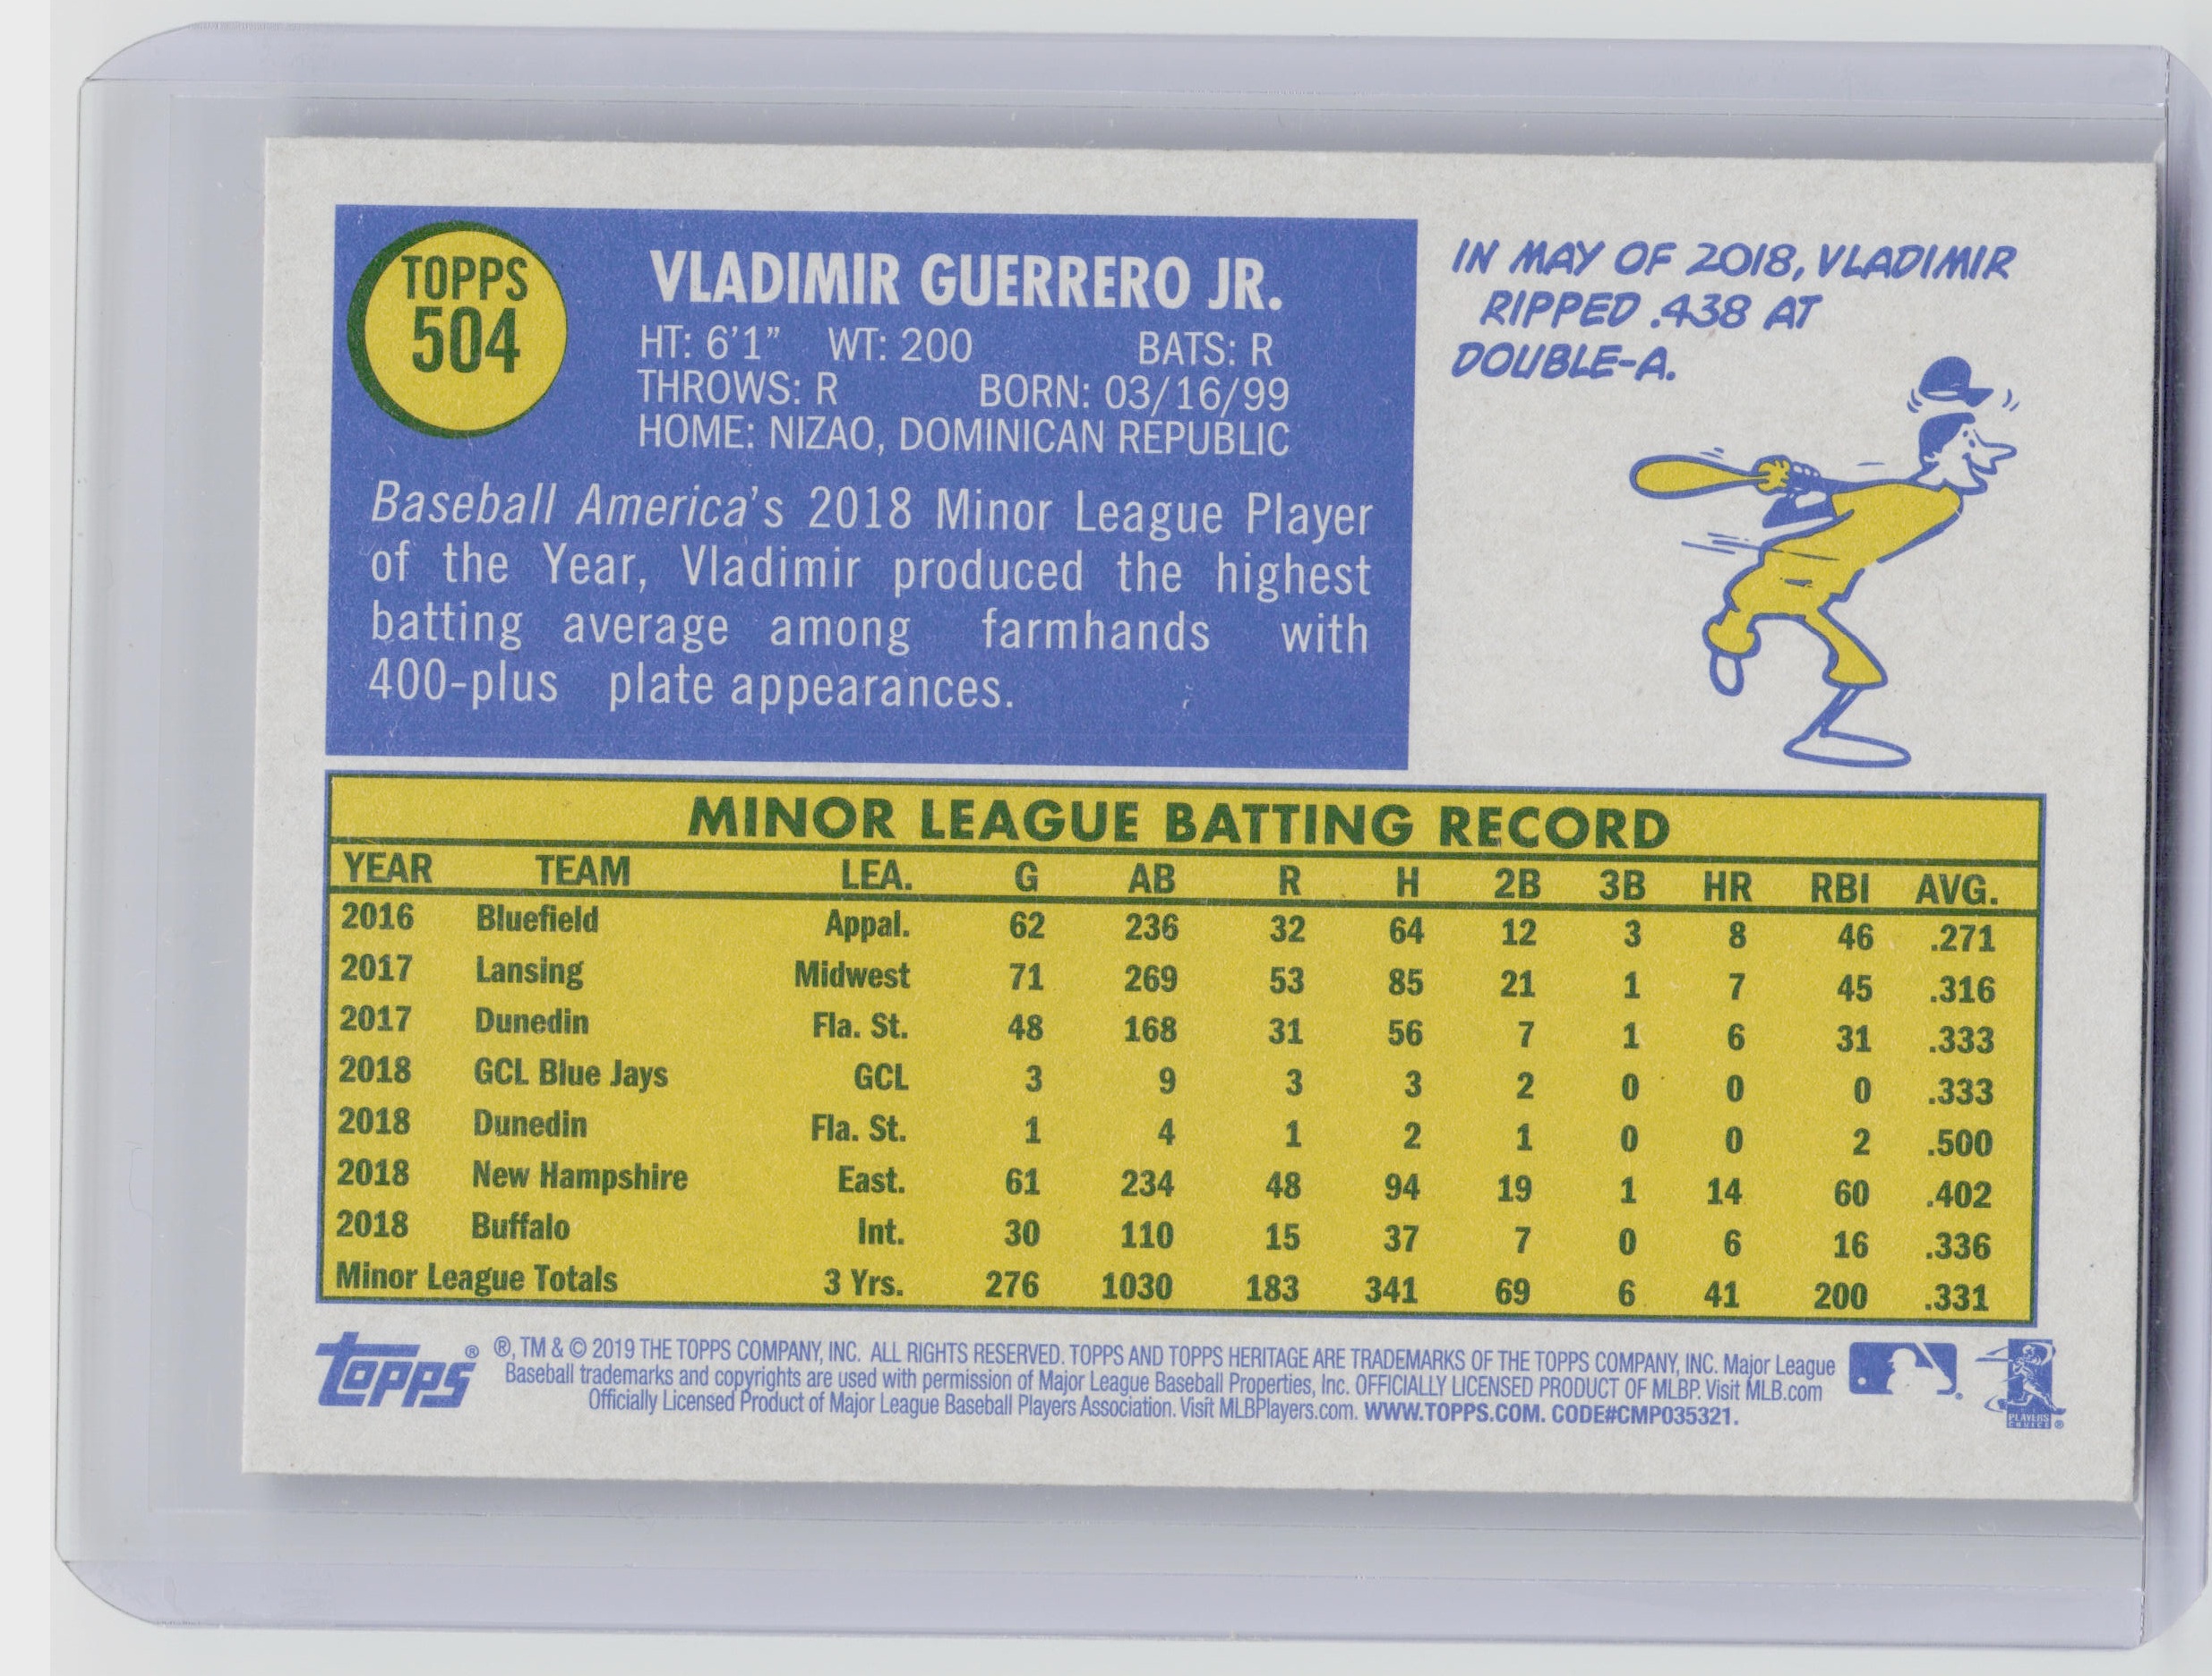 TOPPS
504
VLADIMIR GUERRERO JR.
HT: 6'1" WT: 200 BATS: R
THROWS: R BORN: 03/16/99
HOME: NIZAO, DOMINICAN REPUBLIC
Baseball America's 2018 Minor League Player
of the Year, Vladimir produced the highest
batting average among farmhands with
400-plus plate appearances.
IN MAY OF 2018, VLADIMIR
RIPPED .438 AT
DOUBLE-A.
MINOR LEAGUE BATTING RECORD
YEAR TEAM LEA. G AB R H 2B 3B HR RBI AVG.
2016 Bluefield Appal. 62 236 32 64 12 3 8 46 .271
2017 Lansing Midwest 71 269 53 85 21 1 7 45 .316
2017 Dunedin Fla. St. 48 168 31 56 7 1 6 31 .333
2018 GCL Blue Jays GCL 3 9 3 3 2 0 0 0 .333
2018 Dunedin Fla. St. 1 4 1 2 1 0 0 2 .500
2018 New Hampshire East. 61 234 48 94 19 1 14 60 .402
2018 Buffalo Int. 30 110 15 37 7 0 6 16 .336
Minor League Totals 3 Yrs. 276 1030 183 341 69 6 41 200 .331
topps®
®, TM & © 2019 THE TOPPS COMPANY, INC. ALL RIGHTS RESERVED. TOPPS AND TOPPS HERITAGE ARE TRADEMARKS OF THE TOPPS COMPANY, INC. Major League
Baseball trademarks and copyrights are used with permission of Major League Baseball Properties, Inc. OFFICIALLY LICENSED PRODUCT OF MLBP. Visit MLB.com
Officially Licensed Product of Major League Baseball Players Association. Visit MLBPlayers.com. WWW.TOPPS.COM. CODE#CMP035321.
PLAYERS
CHOICE ®